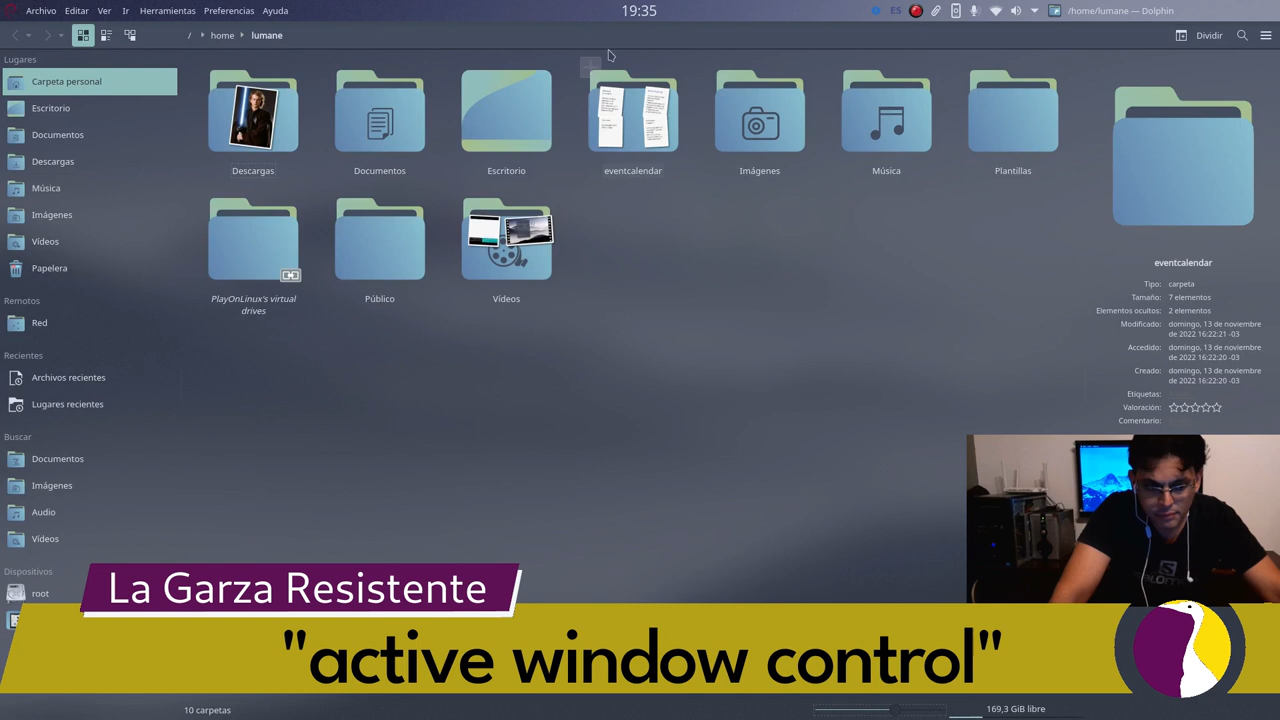 Archivo Editar Ver Ir Herramientas Preferencias Ayuda 19:35 ES /home/lumane — Dolphin
/ home lumane Dividir
Lugares
Carpeta personal
Escritorio
Documentos
Descargas
Música
Imágenes
Vídeos
Papelera
Remotos
Red
Recientes
Archivos recientes
Lugares recientes
Buscar
Documentos
Imágenes
Audio
Vídeos
Dispositivos
root
Descargas Documentos Escritorio eventcalendar Imágenes Música Plantillas
PlayOnLinux's virtual
drives
Público Vídeos
eventcalendar
Tipo: carpeta
Tamaño: 7 elementos
Elementos ocultos: 2 elementos
Modificado: domingo, 13 de noviembre
de 2022 16:22:21 -03
Accedido: domingo, 13 de noviembre
de 2022 16:22:20 -03
Creado: domingo, 13 de noviembre
de 2022 16:22:20 -03
Etiquetas:
Valoración:
Comentario:
La Garza Resistente
"active window control"
10 carpetas 169,3 GiB libre